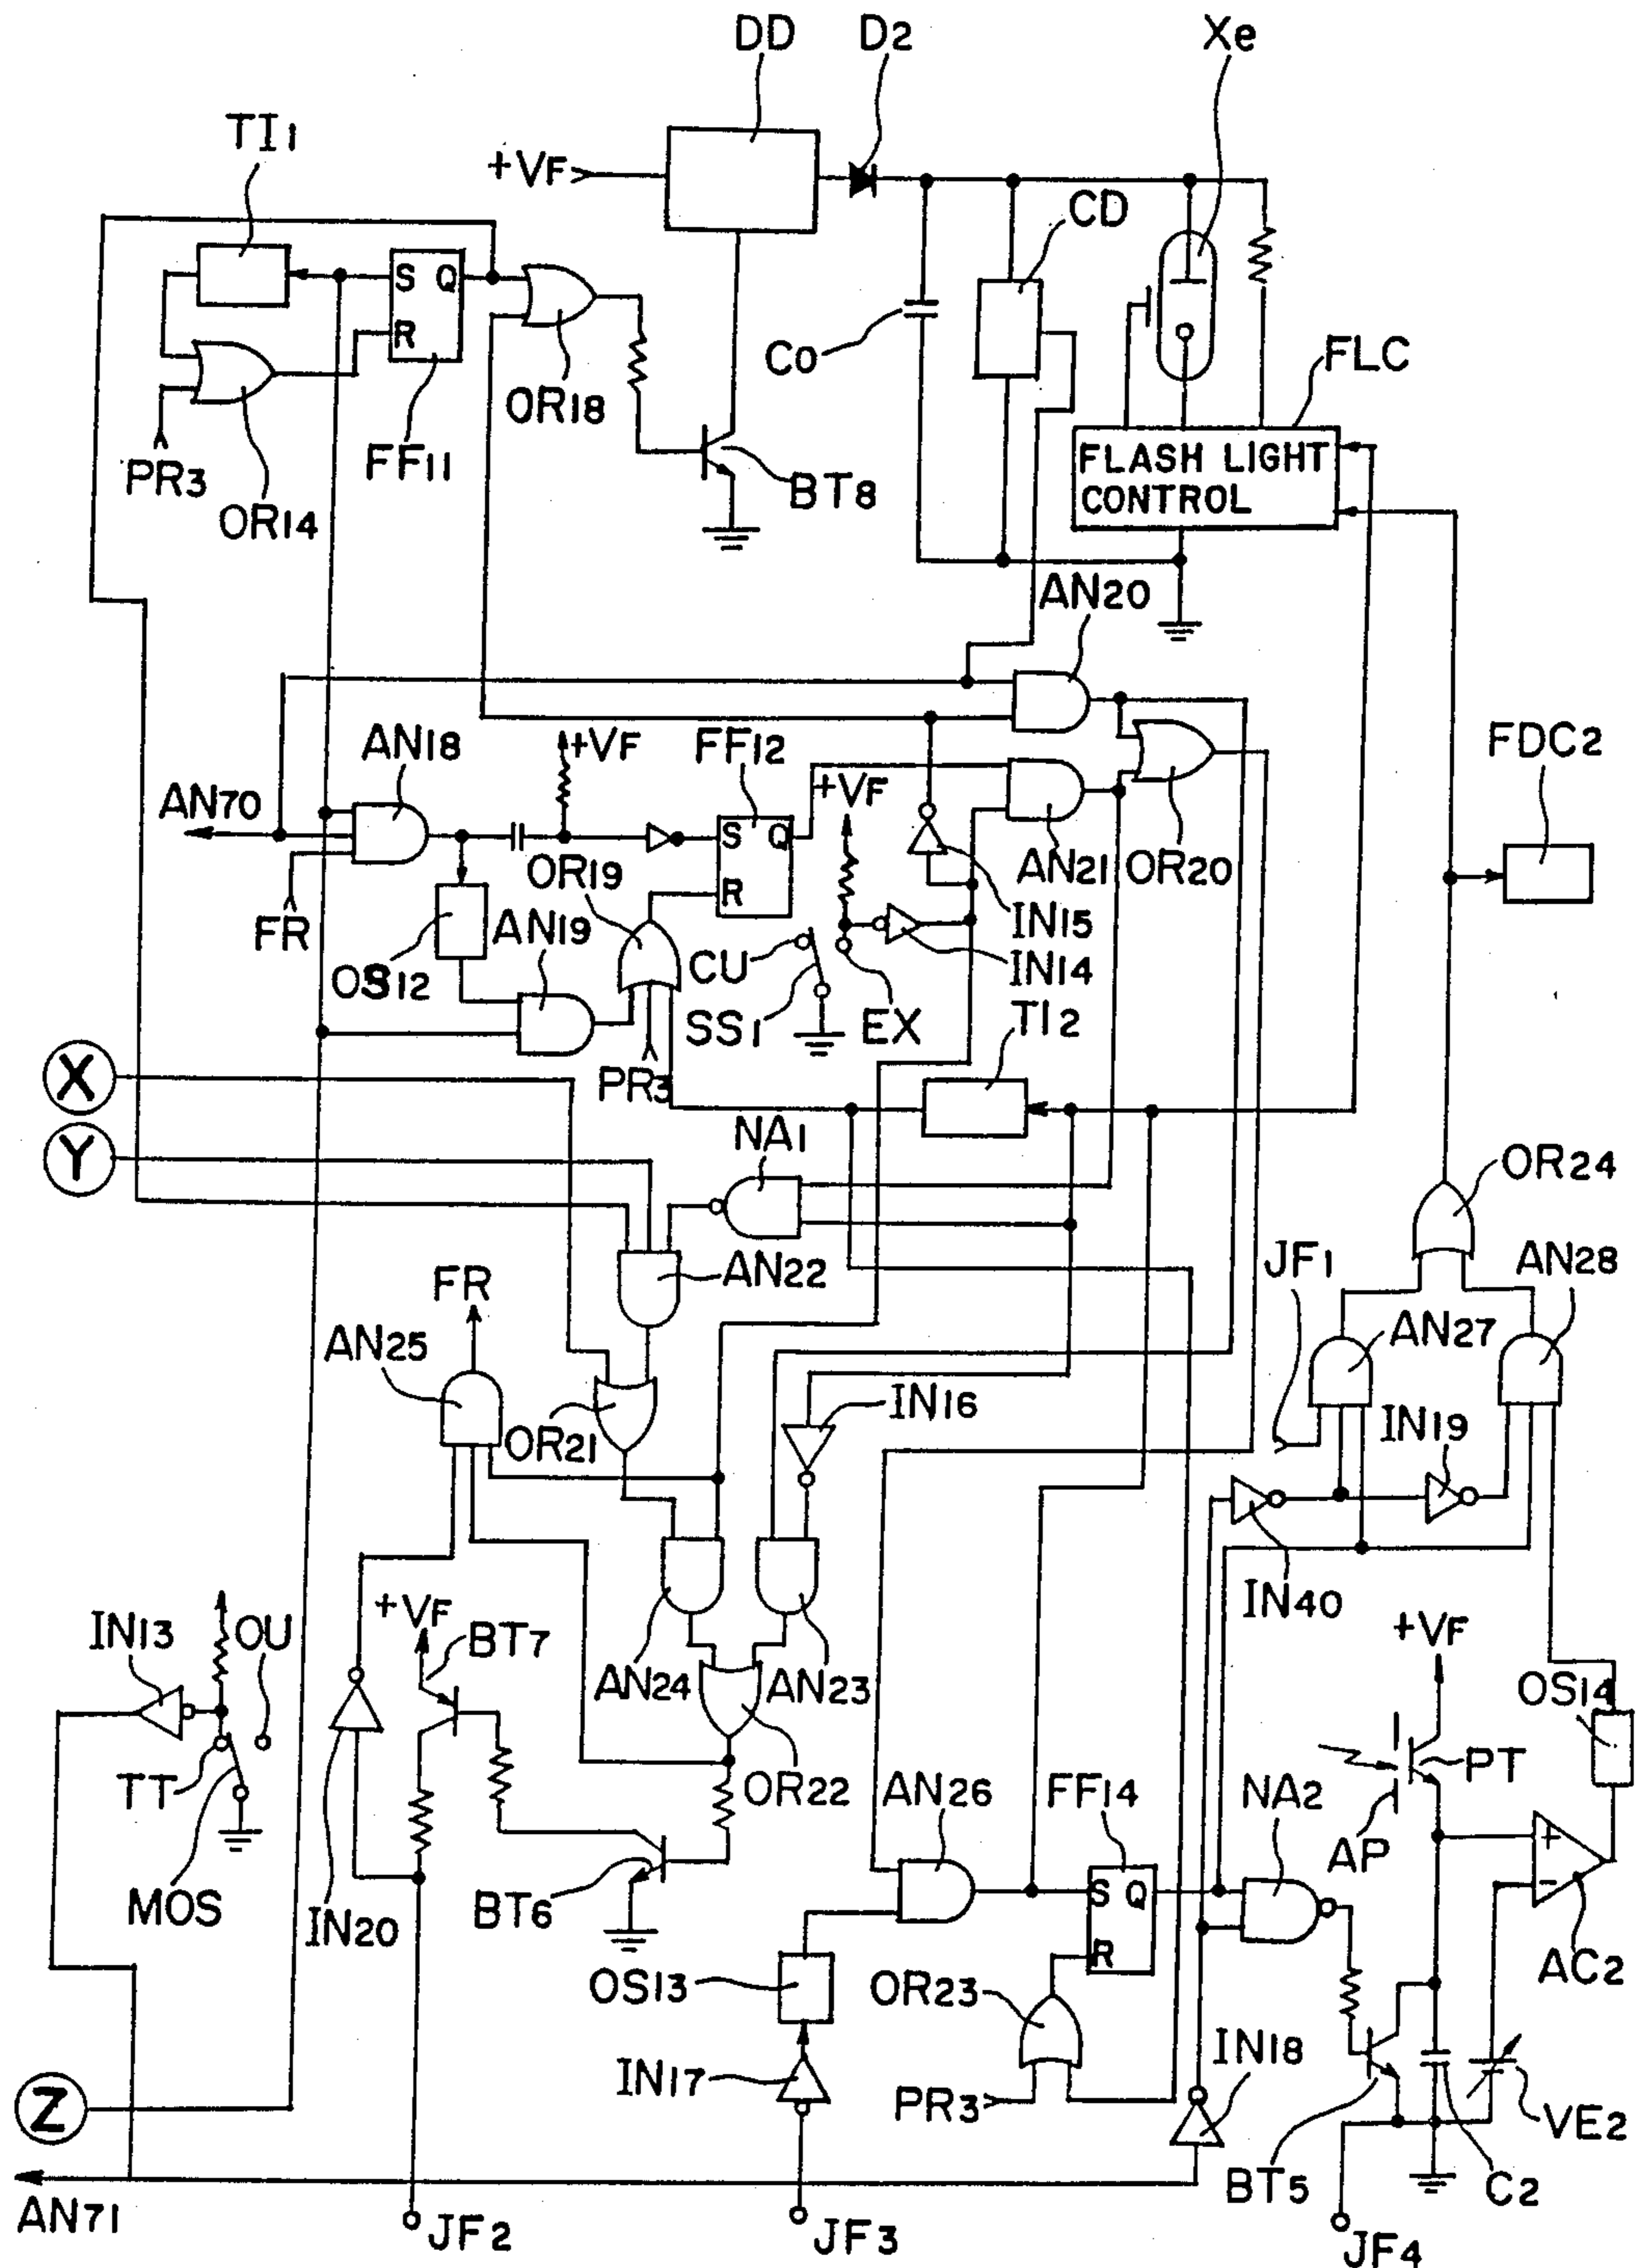 DD
D2
Xe
TI1
+VF
CD
S Q
R
C0
FLC
OR18
PR3
FF11
OR14
BT8
FLASH LIGHT
CONTROL
AN20
AN18
+VF
FF12
FDC2
+VF
AN70
S Q
R
OR19
AN21
OR20
FR
AN19
IN15
OS12
CU
IN14
SS1
EX
TI2
X
PR3
NA1
Y
OR24
JF1
AN28
AN22
FR
AN27
AN25
IN16
IN19
OR21
IN40
+VF
IN13
OU
BT7
+VF
AN24
AN23
OS14
TT
OR22
AN26
FF14
NA2
PT
AP
MOS
IN20
BT6
S Q
R
+
-
AC2
OS13
OR23
IN18
IN17
PR3
Z
VE2
BT5
C2
AN71
JF2
JF3
JF4